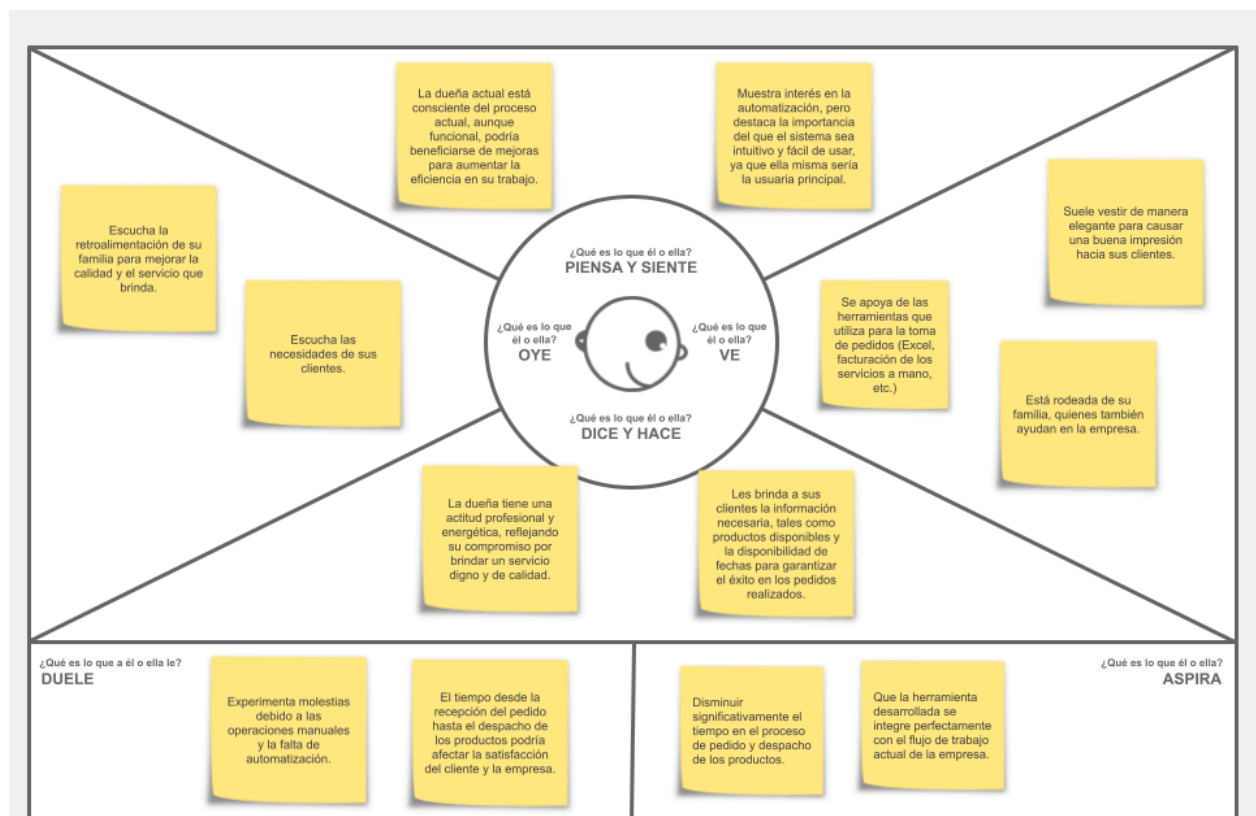 La dueña actual está
consciente del proceso
actual, aunque
funcional, podría
beneficiarse de mejoras
para aumentar la
eficiencia en su trabajo.
Muestra interés en la
automatización, pero
destaca la importancia
del que el sistema sea
intuitivo y fácil de usar,
ya que ella misma sería
la usuaria principal.
Escucha la
retroalimentación de su
familia para mejorar la
calidad y el servicio que
brinda.
Escucha las
necesidades de sus
clientes.
¿Qué es lo que él o ella?
PIENSA Y SIENTE
¿Qué es lo que
él o ella?
OYE
¿Qué es lo que
él o ella?
VE
¿Qué es lo que él o ella?
DICE Y HACE
Suele vestir de manera
elegante para causar
una buena impresión
hacia sus clientes.
Se apoya de las
herramientas que
utiliza para la toma
de pedidos (Excel,
facturación de los
servicios a mano,
etc.)
Está rodeada de su
familia, quienes también
ayudan en la empresa.
La dueña tiene una
actitud profesional y
energética, reflejando
su compromiso por
brindar un servicio
digno y de calidad.
Les brinda a sus
clientes la información
necesaria, tales como
productos disponibles y
la disponibilidad de
fechas para garantizar
el éxito en los pedidos
realizados.
¿Qué es lo que a él o ella le?
DUELE
Experimenta molestias
debido a las
operaciones manuales
y la falta de
automatización.
El tiempo desde la
recepción del pedido
hasta el despacho de
los productos podría
afectar la satisfacción
del cliente y la empresa.
¿Qué es lo que él o ella?
ASPIRA
Disminuir
significativamente el
tiempo en el proceso
de pedido y despacho
de los productos.
Que la herramienta
desarrollada se
integre perfectamente
con el flujo de trabajo
actual de la empresa.